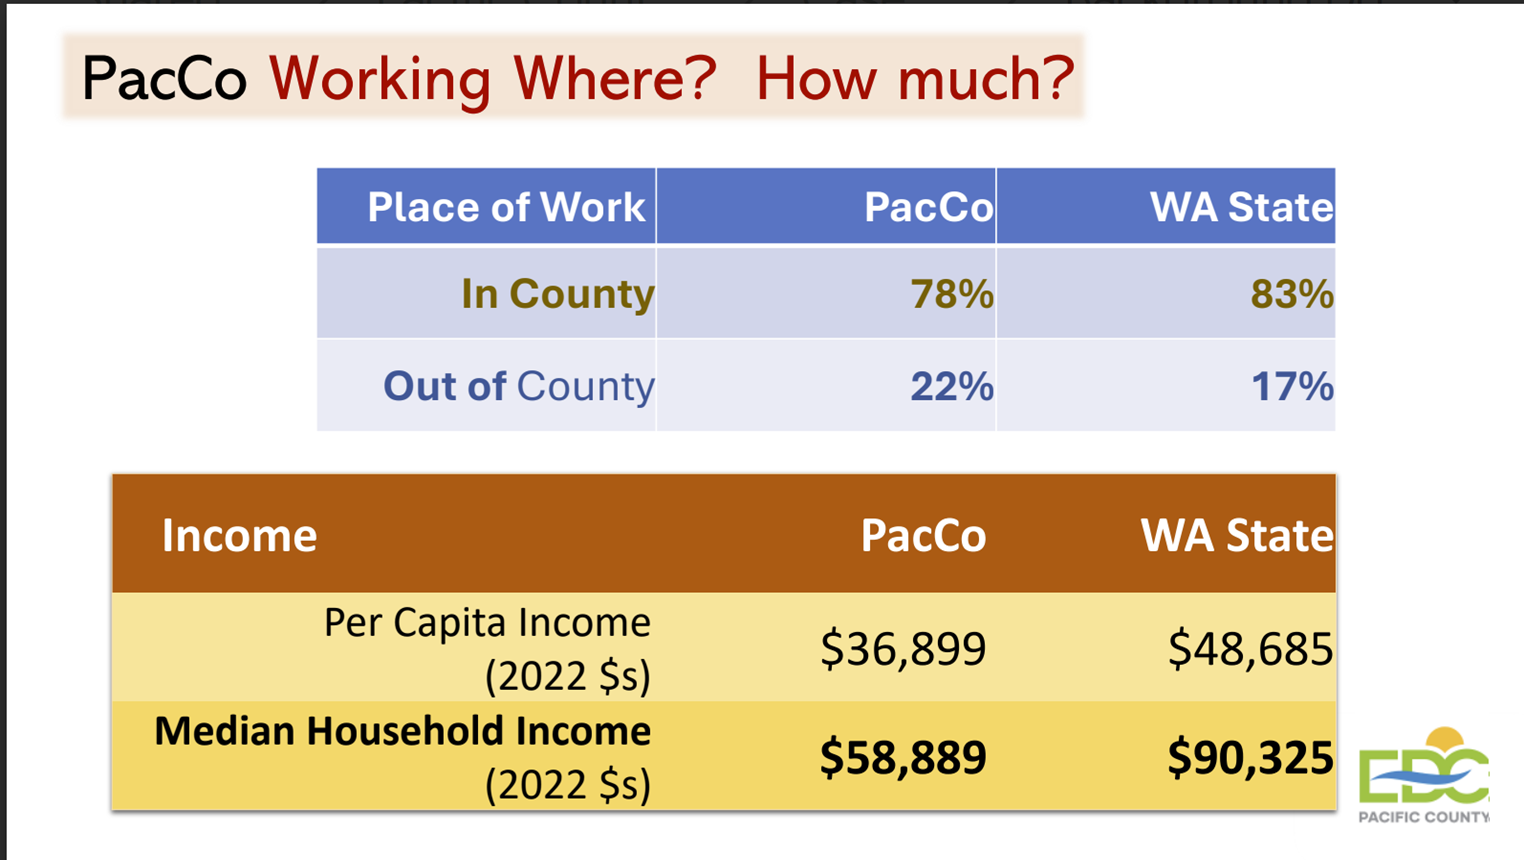 PacCo Working Where? How much?
Place of Work PacCo WA State
In County 78% 83%
Out of County 22% 17%
Income PacCo WA State
Per Capita Income
(2022 $s) $36,899 $48,685
Median Household Income
(2022 $s) $58,889 $90,325
EDC
PACIFIC COUNTY